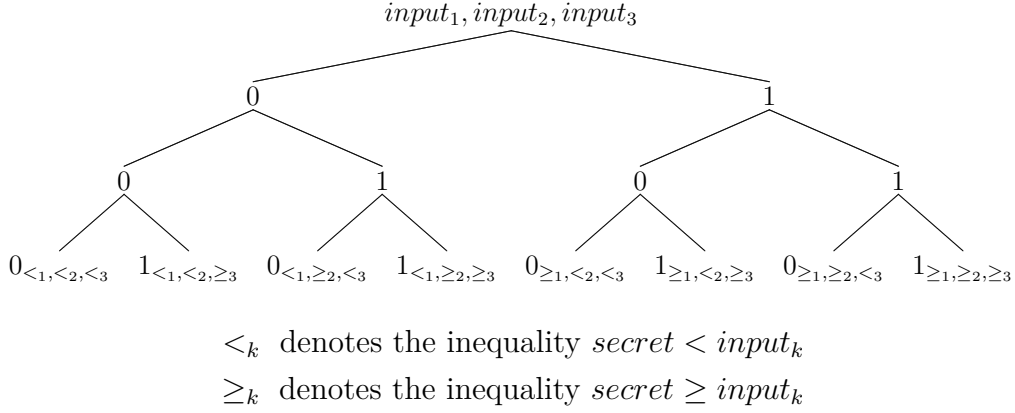 input₁, input₂, input₃
0 1
0 1 0 1
0<₁,<₂,<₃ 1<₁,<₂,≥₃ 0<₁,≥₂,<₃ 1<₁,≥₂,≥₃ 0≥₁,<₂,<₃ 1≥₁,<₂,≥₃ 0≥₁,≥₂,<₃ 1≥₁,≥₂,≥₃
<ₖ denotes the inequality secret < inputₖ
≥ₖ denotes the inequality secret ≥ inputₖ